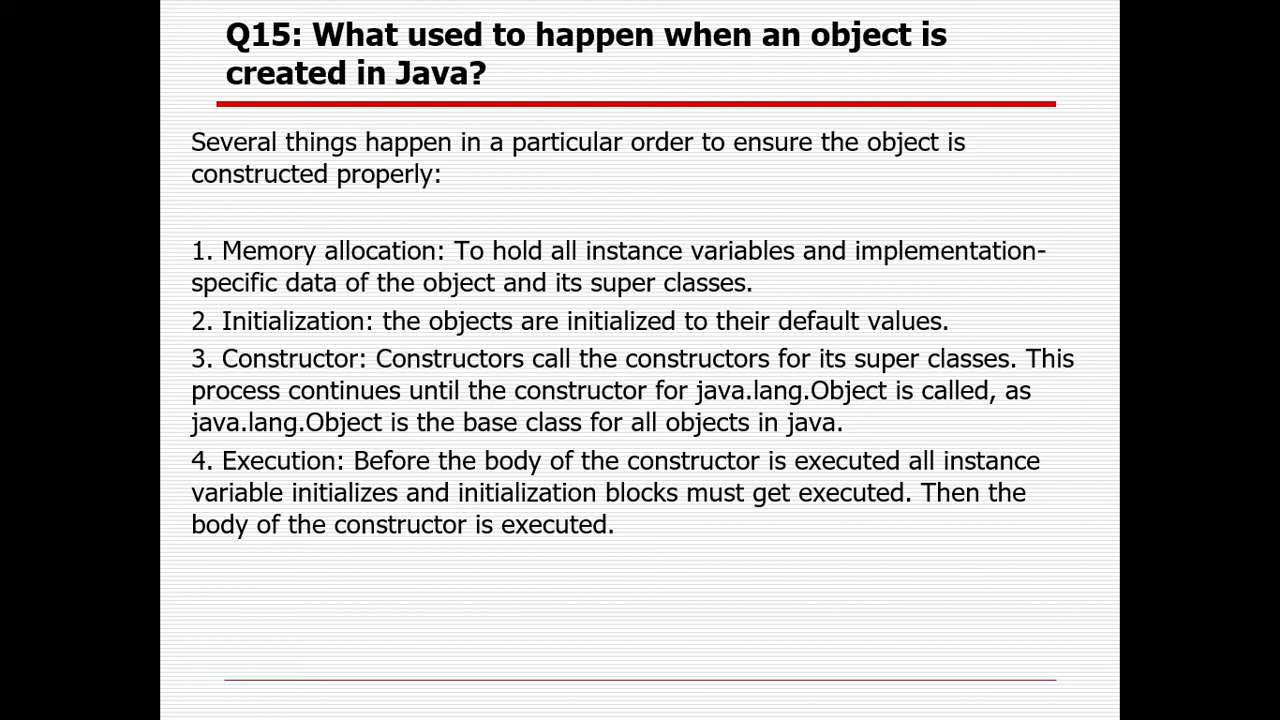 Q15: What used to happen when an object is
created in Java?
Several things happen in a particular order to ensure the object is
constructed properly:
1. Memory allocation: To hold all instance variables and implementation-
specific data of the object and its super classes.
2. Initialization: the objects are initialized to their default values.
3. Constructor: Constructors call the constructors for its super classes. This
process continues until the constructor for java.lang.Object is called, as
java.lang.Object is the base class for all objects in java.
4. Execution: Before the body of the constructor is executed all instance
variable initializes and initialization blocks must get executed. Then the
body of the constructor is executed.